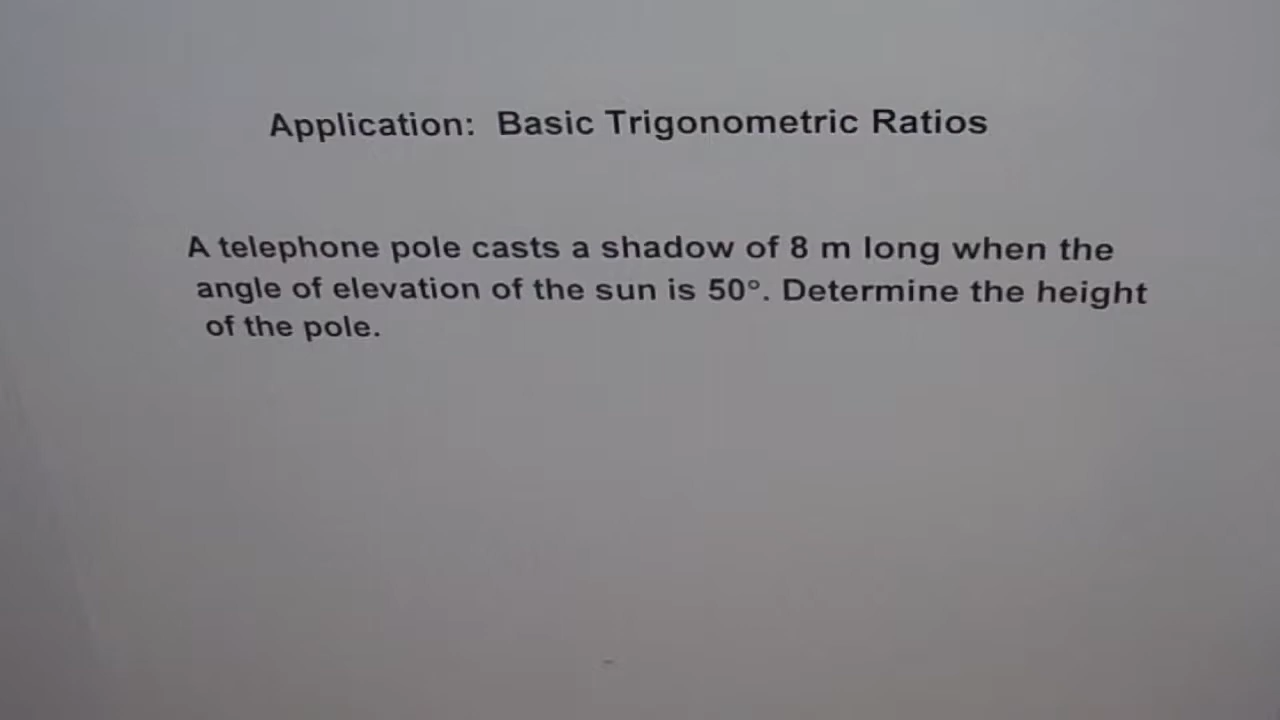 Application: Basic Trigonometric Ratios
A telephone pole casts a shadow of 8 m long when the
angle of elevation of the sun is 50°. Determine the height
of the pole.